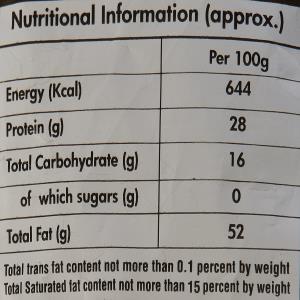 Nutritional Information (approx.)
Per 100g
Energy (Kcal) 644
Protein (g) 28
Total Carbohydrate (g) 16
of which sugars (g) 0
Total Fat (g) 52
Total trans fat content not more than 0.1 percent by weight
Total Saturated fat content not more than 15 percent by weight